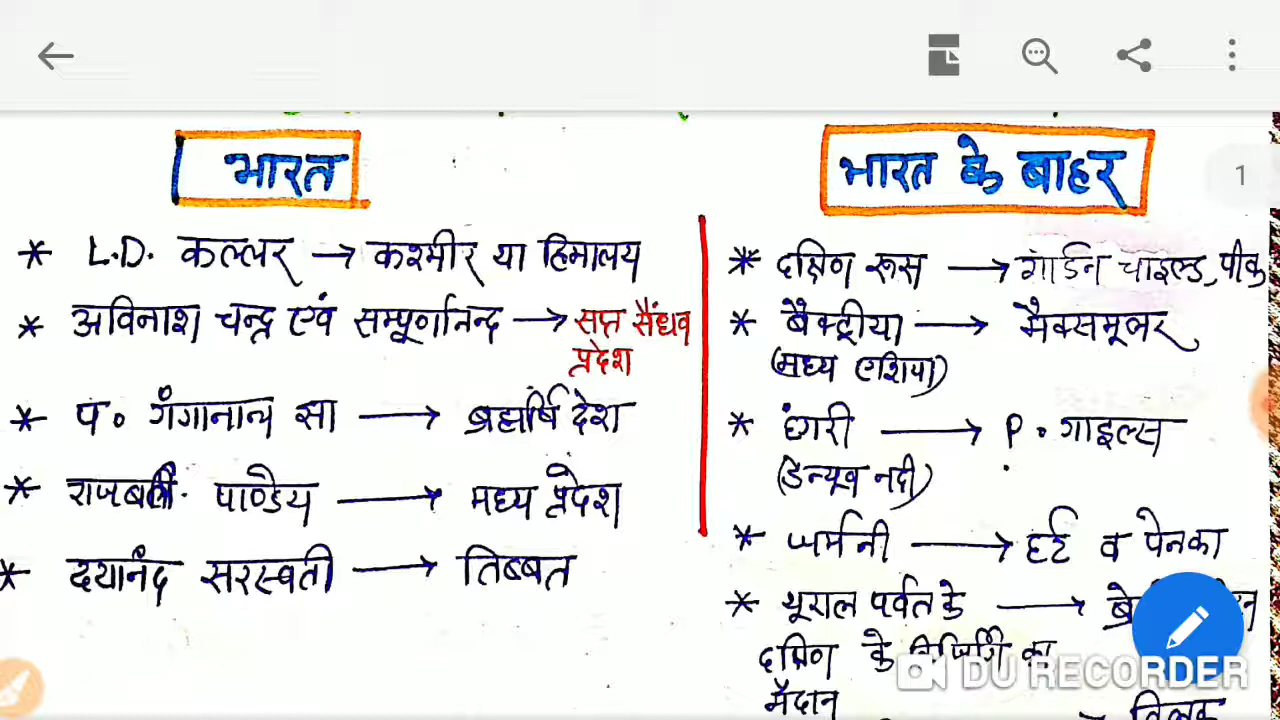 भारत
* L.D. कल्लर → कश्मीर या हिमालय
* अविनाश चन्द्र एवं सम्पूर्णानन्द → सप्त सैंधव
प्रदेश
* प० गंगानाथ सा → ब्रह्मर्षि देश
* राजबली पाण्डेय → मध्य प्रदेश
* दयानंद सरस्वती → तिब्बत
भारत के बाहर
1
* दक्षिण रूस → गार्डन चाइल्ड, पीक
* बैक्ट्रीया → मैक्समूलर
(मध्य एशिया)
* हंगरी → P. गाइल्स
(डेन्यूव नदी)
* जर्मनी → हर्ट व पेनका
* यूराल पर्वत के →
दक्षिण के का
मैदान
→ तिलक
DU RECORDER